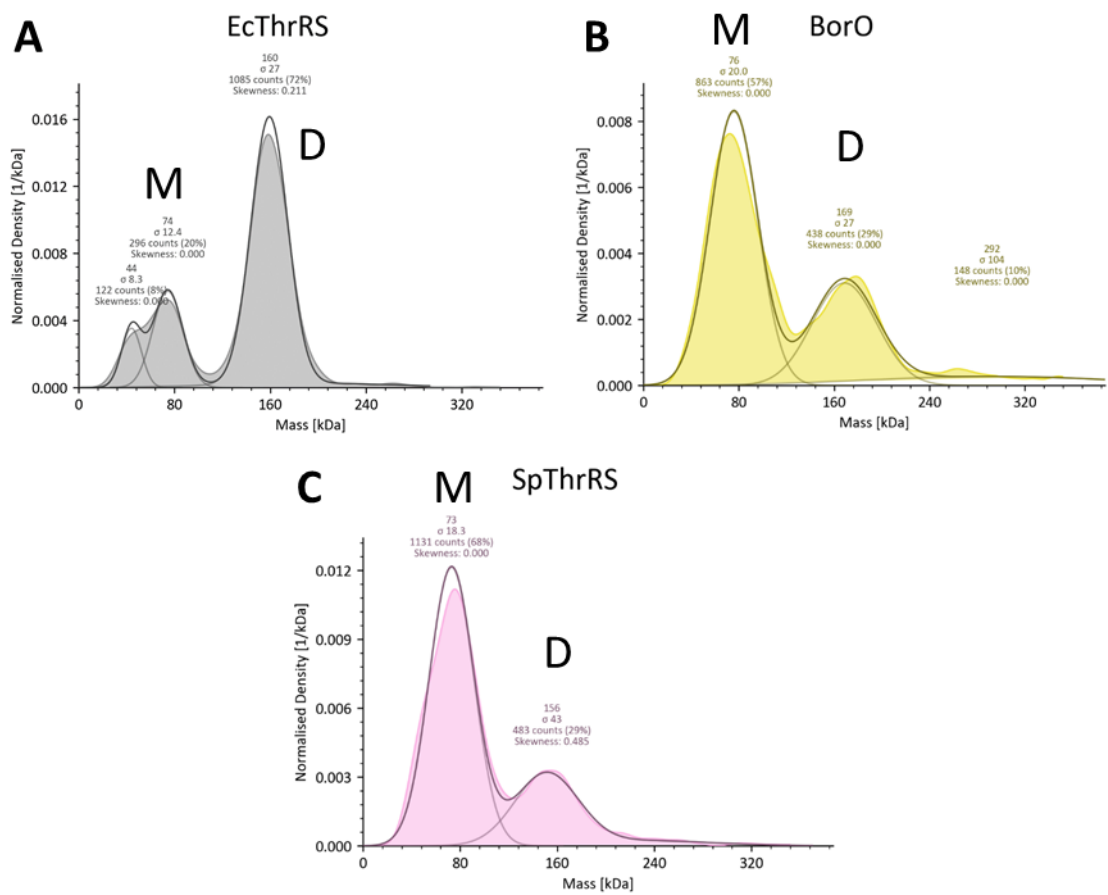 A
EcThrRS
160
σ 27
1085 counts (72%)
Skewness: 0.211
D
M
74
σ 12.4
296 counts (20%)
Skewness: 0.000
44
σ 8.3
122 counts (8%)
Skewness: 0.000
Normalised Density [1/kDa]
0.016
0.012
0.008
0.004
0.000
0
80
160
240
320
Mass [kDa]
B
M
BorO
76
σ 20.0
863 counts (57%)
Skewness: 0.000
D
169
σ 27
438 counts (29%)
Skewness: 0.000
292
σ 104
148 counts (10%)
Skewness: 0.000
Normalised Density [1/kDa]
0.008
0.006
0.004
0.002
0.000
0
80
160
240
320
Mass [kDa]
C
M
SpThrRS
73
σ 18.3
1131 counts (68%)
Skewness: 0.000
D
156
σ 43
483 counts (29%)
Skewness: 0.485
Normalised Density [1/kDa]
0.012
0.009
0.006
0.003
0.000
0
80
160
240
320
Mass [kDa]